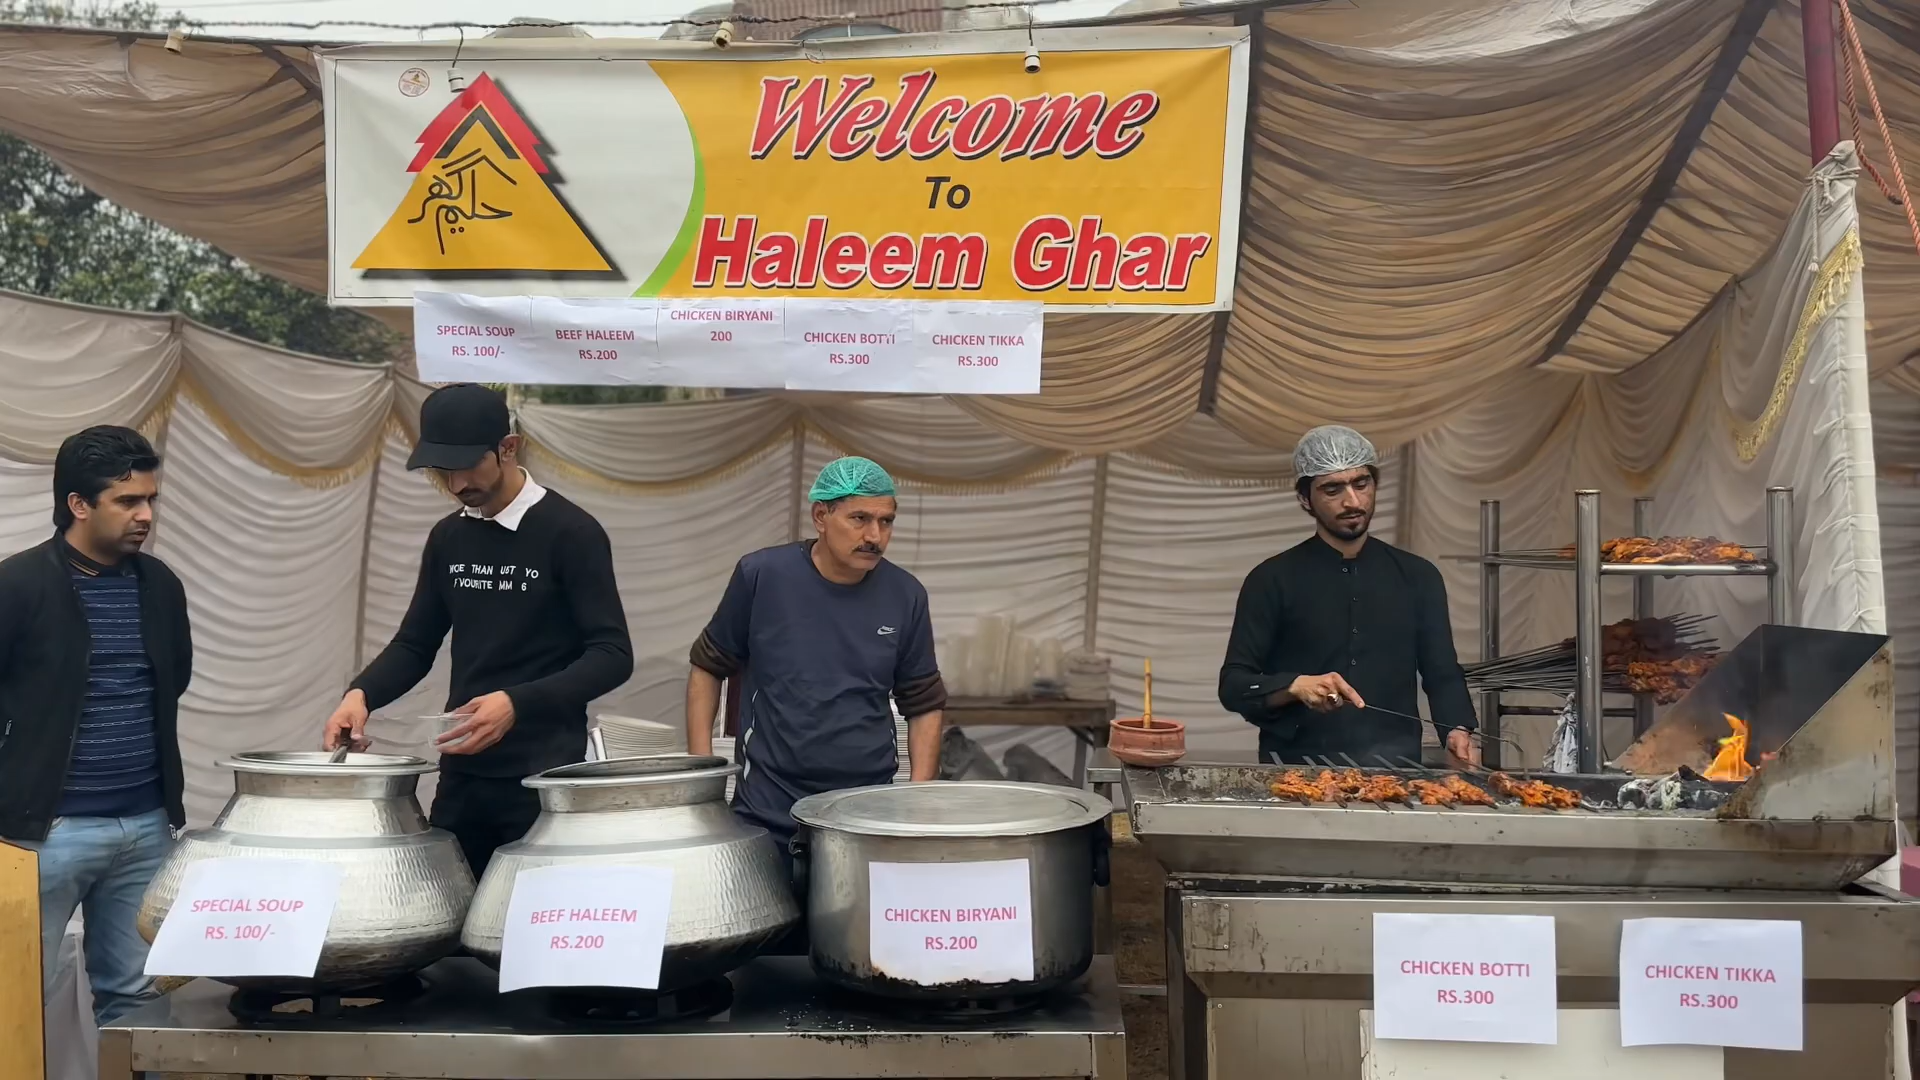 Welcome
To
Haleem Ghar
حلیم گھر
SPECIAL SOUP
RS. 100/-
BEEF HALEEM
RS.200
CHICKEN BIRYANI
200
CHICKEN BOTTI
RS.300
CHICKEN TIKKA
RS.300
THAN
SPECIAL SOUP
RS. 100/-
BEEF HALEEM
RS.200
CHICKEN BIRYANI
RS.200
CHICKEN BOTTI
RS.300
CHICKEN TIKKA
RS.300